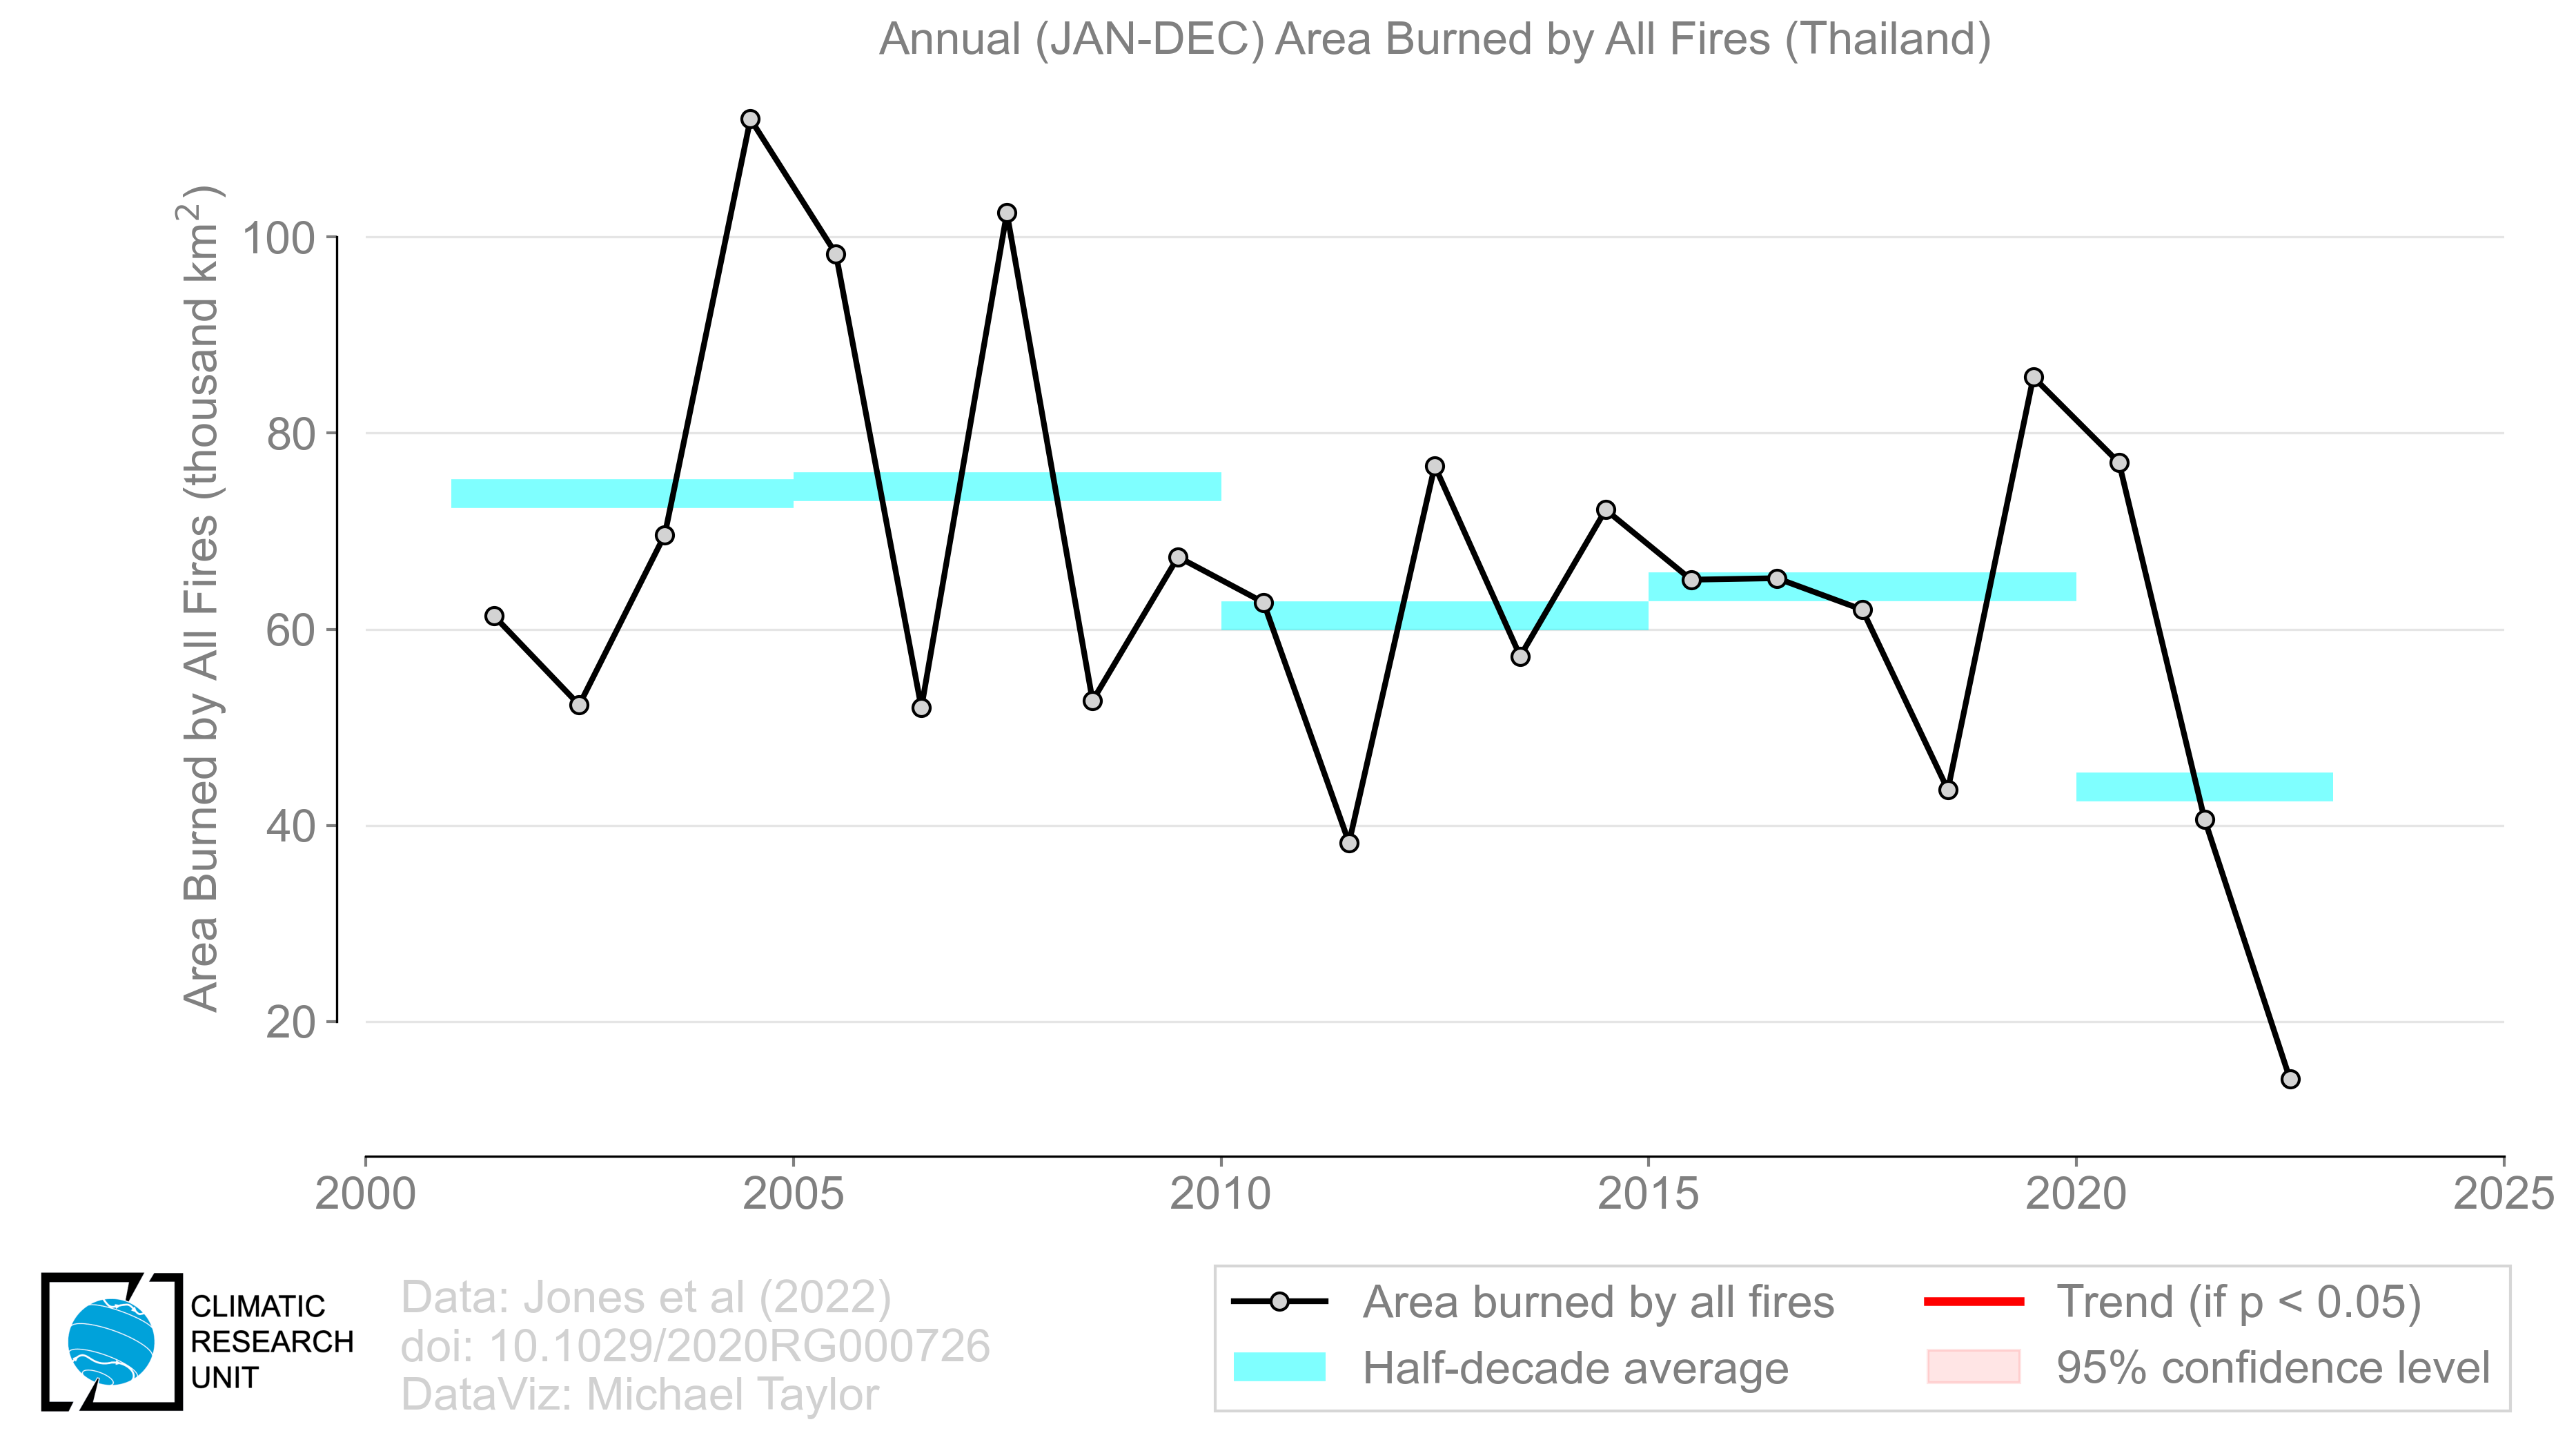 Annual (JAN-DEC) Area Burned by All Fires (Thailand)
Area Burned by All Fires (thousand km²)
100
80
60
40
20
2000
2005
2010
2015
2020
2025
CLIMATIC
RESEARCH
UNIT
Data: Jones et al (2022)
doi: 10.1029/2020RG000726
DataViz: Michael Taylor
Area burned by all fires
Half-decade average
Trend (if p < 0.05)
95% confidence level